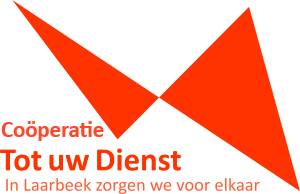 Coöperatie
Tot uw Dienst
In Laarbeek zorgen we voor elkaar